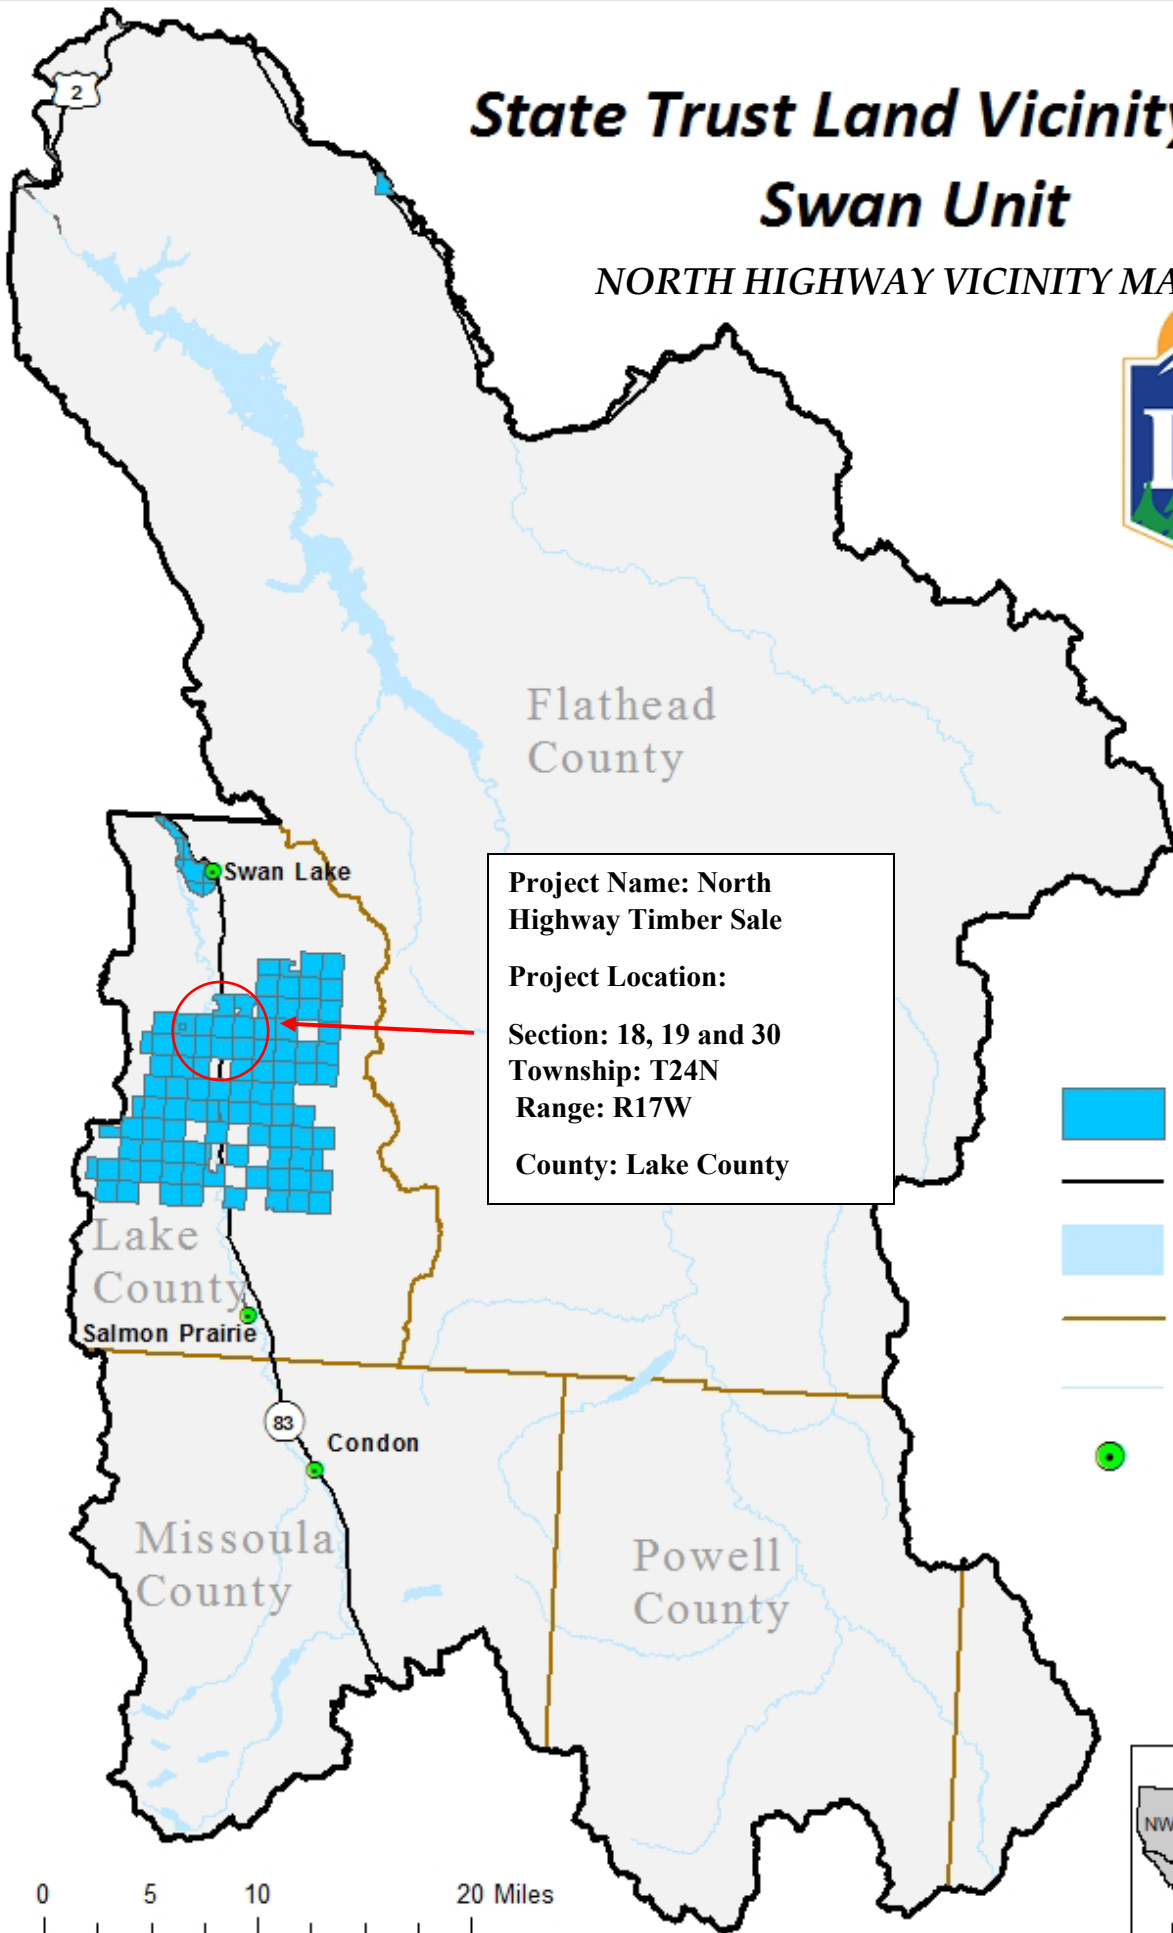 2
State Trust Land Vicinity
Swan Unit
NORTH HIGHWAY VICINITY MA
Flathead
County
Swan Lake
Project Name: North
Highway Timber Sale
Project Location:
Section: 18, 19 and 30
Township: T24N
Range: R17W
County: Lake County
Lake
County
Salmon Prairie
83
Condon
Missoula
County
Powell
County
NW
0 5 10 20 Miles